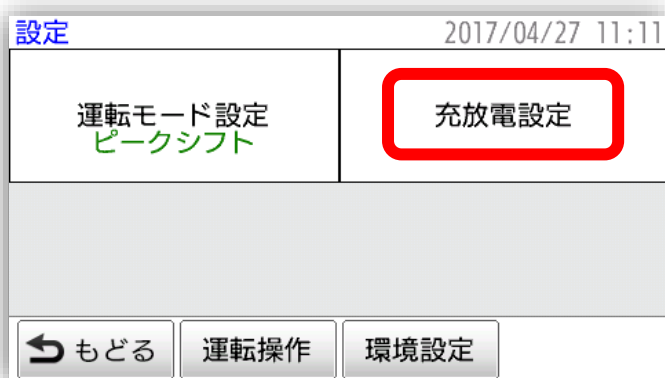 設定
2017/04/27 11:11
運転モード設定
ピークシフト
充放電設定
もどる
運転操作
環境設定